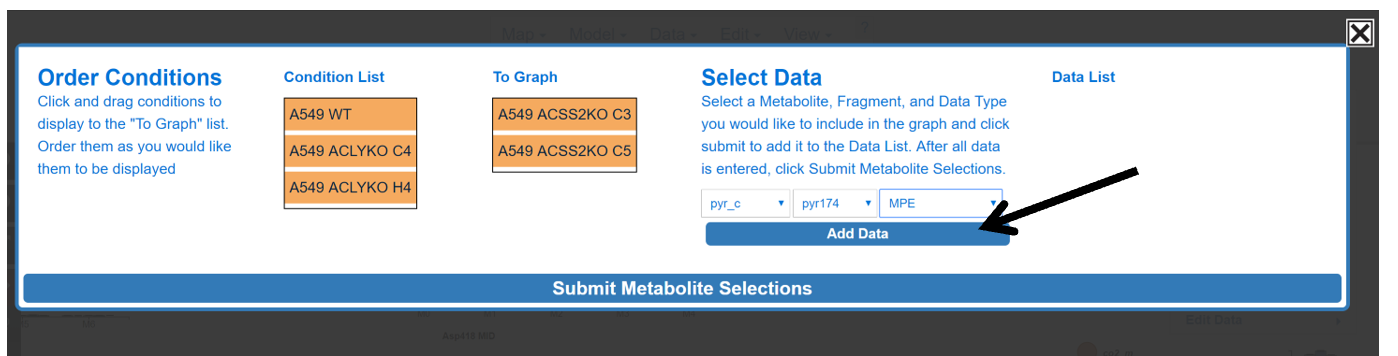 Map - Model - Data - Edit - View - ?
Order Conditions
Click and drag conditions to
display to the "To Graph" list.
Order them as you would like
them to be displayed
Condition List
A549 WT
A549 ACLYKO C4
A549 ACLYKO H4
To Graph
A549 ACSS2KO C3
A549 ACSS2KO C5
Select Data
Select a Metabolite, Fragment, and Data Type
you would like to include in the graph and click
submit to add it to the Data List. After all data
is entered, click Submit Metabolite Selections.
pyr_c pyr174 MPE
Add Data
Data List
Submit Metabolite Selections
Edit Data
Asp418 MID